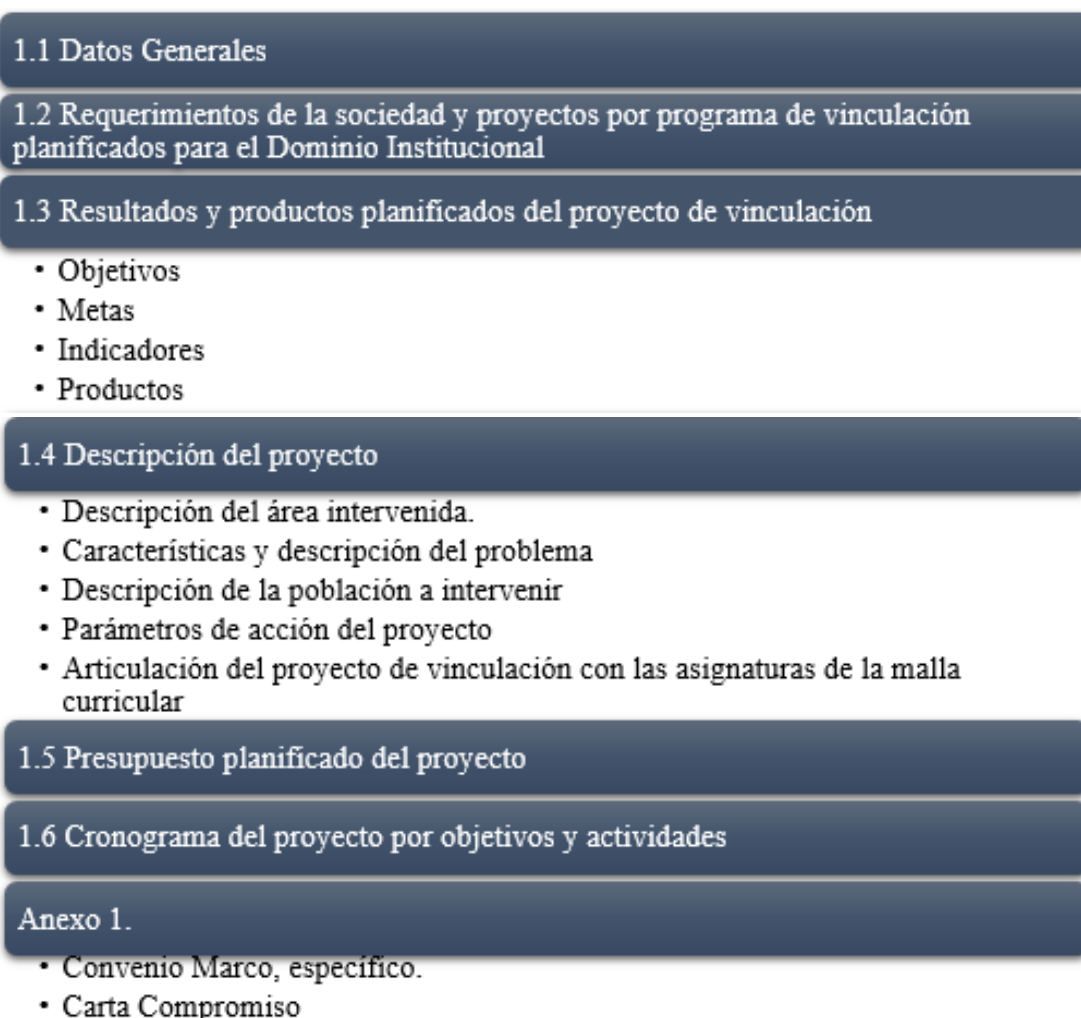 1.1 Datos Generales
1.2 Requerimientos de la sociedad y proyectos por programa de vinculación
planificados para el Dominio Institucional
1.3 Resultados y productos planificados del proyecto de vinculación
• Objetivos
• Metas
• Indicadores
• Productos
1.4 Descripción del proyecto
• Descripción del área intervenida.
• Características y descripción del problema
• Descripción de la población a intervenir
• Parámetros de acción del proyecto
• Articulación del proyecto de vinculación con las asignaturas de la malla
curricular
1.5 Presupuesto planificado del proyecto
1.6 Cronograma del proyecto por objetivos y actividades
Anexo 1.
• Convenio Marco, específico.
• Carta Compromiso